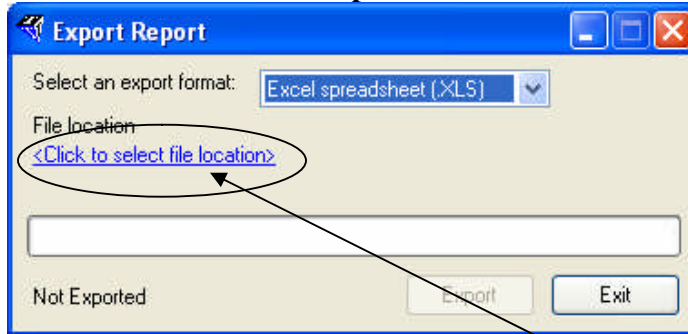 Export Report
Select an export format: Excel spreadsheet (.XLS)
File location
<Click to select file location>
Not Exported Export Exit